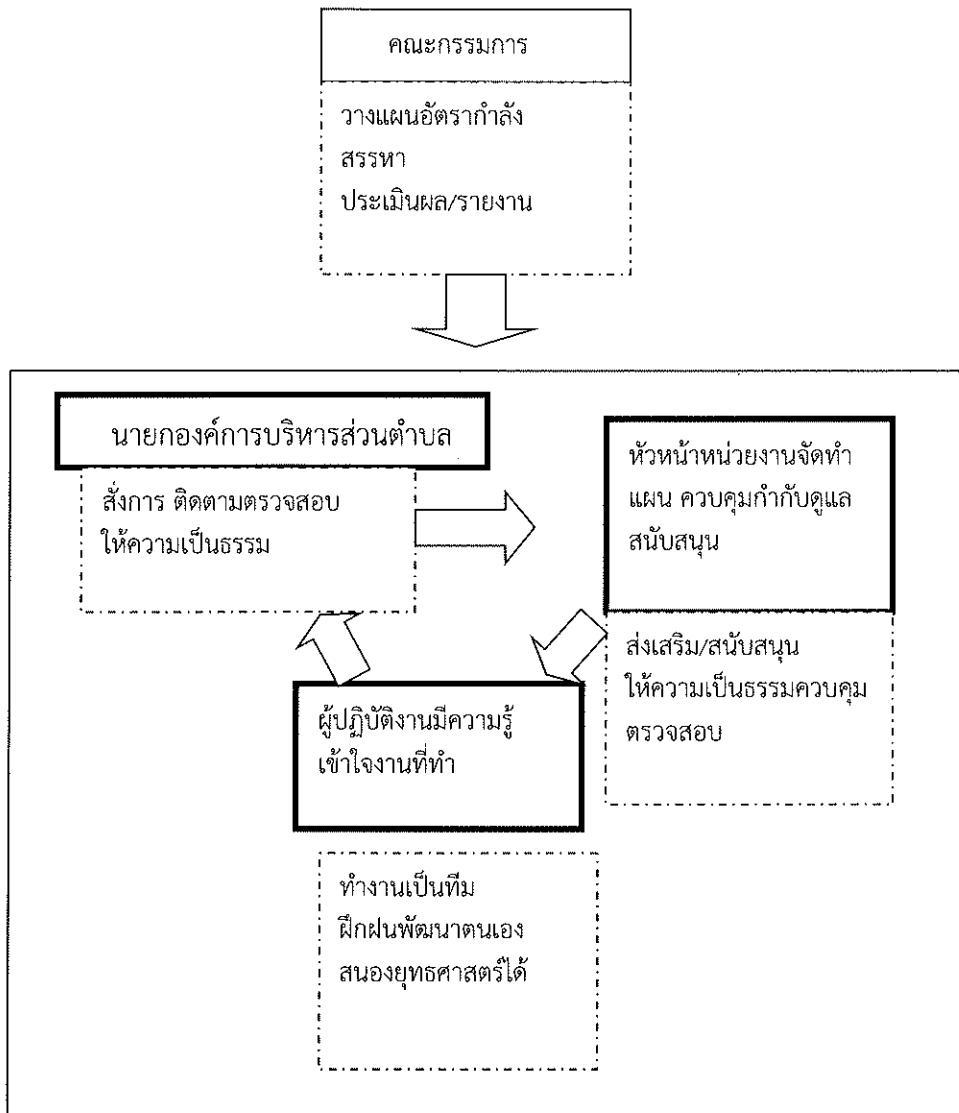 คณะกรรมการ
วางแผนอัตรากำลัง
สรรหา
ประเมินผล/รายงาน
นายกองค์การบริหารส่วนตำบล
สั่งการ ติดตามตรวจสอบ
ให้ความเป็นธรรม
หัวหน้าหน่วยงานจัดทำ
แผน ควบคุมกำกับดูแล
สนับสนุน
ส่งเสริม/สนับสนุน
ให้ความเป็นธรรมควบคุม
ตรวจสอบ
ผู้ปฏิบัติงานมีความรู้
เข้าใจงานที่ทำ
ทำงานเป็นทีม
ฝึกฝนพัฒนาตนเอง
สนองยุทธศาสตร์ได้